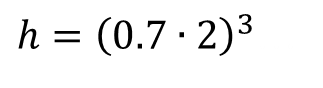 h = (0.7 · 2)³